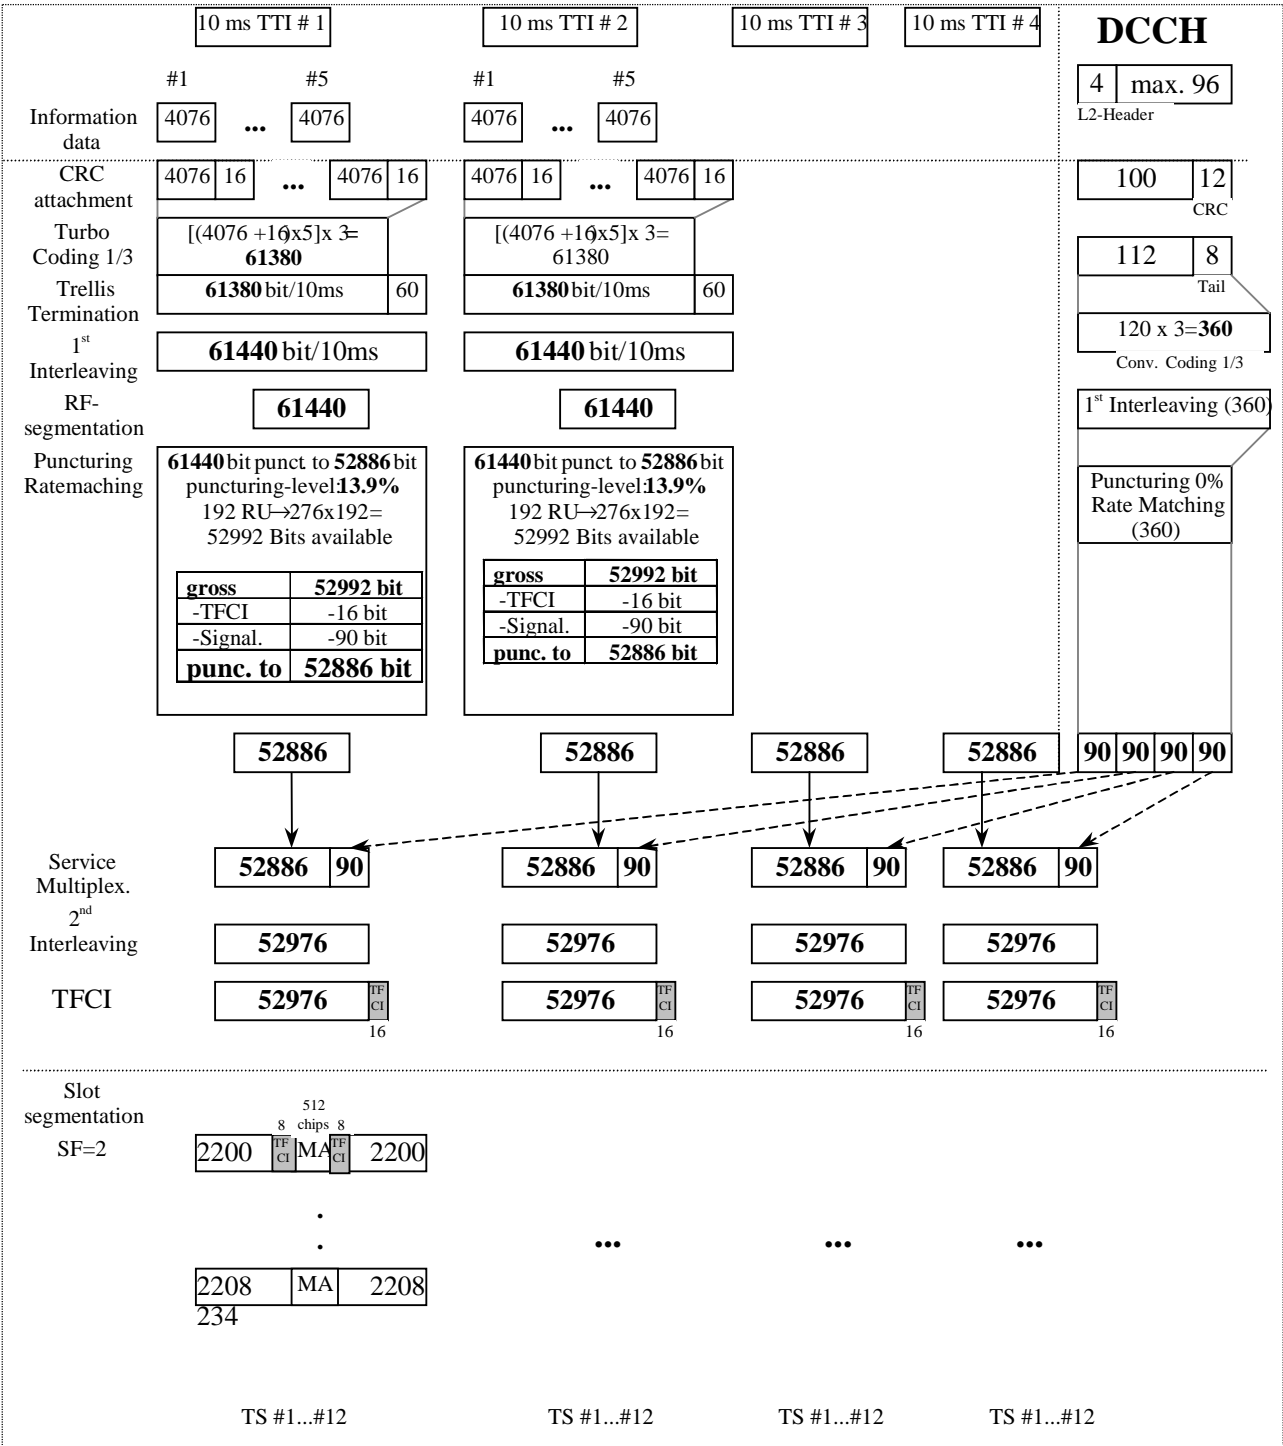 10 ms TTI # 1
10 ms TTI # 2
10 ms TTI # 3
10 ms TTI # 4
DCCH
#1 #5
#1 #5
4 max. 96
L2-Header
Information
data
4076 ... 4076
4076 ... 4076
CRC
attachment
4076 16 ... 4076 16
4076 16 ... 4076 16
100 12
CRC
Turbo
Coding 1/3
[(4076 +16)x5]x 3=
61380
[(4076 +16)x5]x 3=
61380
112 8
Tail
Trellis
Termination
61380 bit/10ms 60
61380 bit/10ms 60
120 x 3=360
Conv. Coding 1/3
1st
Interleaving
61440 bit/10ms
61440 bit/10ms
RF-
segmentation
61440
61440
1st Interleaving (360)
Puncturing
Ratemaching
61440 bit punct. to 52886 bit
puncturing-level:13.9%
192 RU→276x192=
52992 Bits available
gross 52992 bit
-TFCI -16 bit
-Signal. -90 bit
punc. to 52886 bit
61440 bit punct. to 52886 bit
puncturing-level:13.9%
192 RU→276x192=
52992 Bits available
gross 52992 bit
-TFCI -16 bit
-Signal. -90 bit
punc. to 52886 bit
Puncturing 0%
Rate Matching
(360)
52886
52886
52886
52886
90 90 90 90
Service
Multiplex.
52886 90
52886 90
52886 90
52886 90
2nd
Interleaving
52976
52976
52976
52976
TFCI
52976 TF CI
16
52976 TF CI
16
52976 TF CI
16
52976 TF CI
16
Slot
segmentation
SF=2
512
8 chips 8
2200 TF CI MA TF CI 2200
.
.
... ... ...
2208 MA 2208
234
TS #1...#12
TS #1...#12
TS #1...#12
TS #1...#12